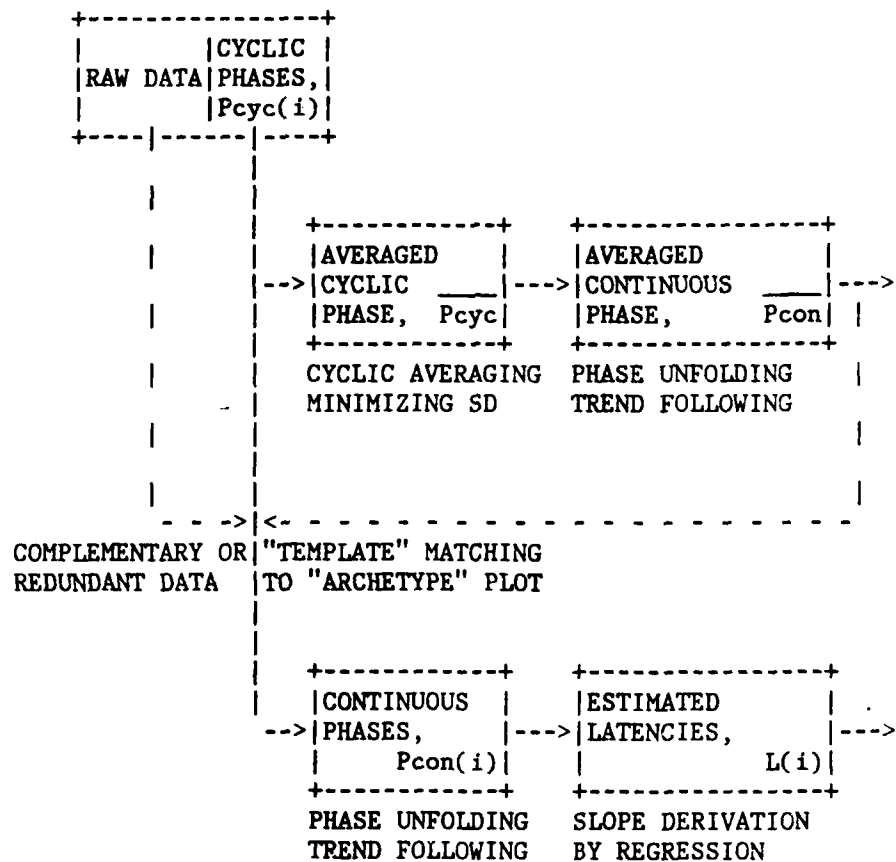 CYCLIC
RAW DATA PHASES,
Pcyc(i)
AVERAGED
CYCLIC
PHASE, Pcyc
CYCLIC AVERAGING
MINIMIZING SD
AVERAGED
CONTINUOUS
PHASE, Pcon
PHASE UNFOLDING
TREND FOLLOWING
COMPLEMENTARY OR
REDUNDANT DATA
"TEMPLATE" MATCHING
TO "ARCHETYPE" PLOT
CONTINUOUS
PHASES,
Pcon(i)
PHASE UNFOLDING
TREND FOLLOWING
ESTIMATED
LATENCIES,
L(i)
SLOPE DERIVATION
BY REGRESSION